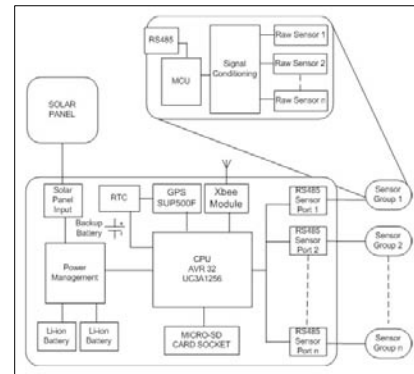 RS485
MCU
Signal
Conditioning
Raw Sensor 1
Raw Sensor 2
Raw Sensor n
SOLAR
PANEL
Solar
Panel
Input
RTC
GPS
SUP500F
Xbee
Module
RS485
Sensor
Port 1
Sensor
Group 1
Backup
Battery
+
Power
Management
CPU
AVR 32
UC3A1256
RS485
Sensor
Port 2
Sensor
Group 2
Li-ion
Battery
Li-ion
Battery
MICRO-SD
CARD SOCKET
RS485
Sensor
Port n
Sensor
Group n